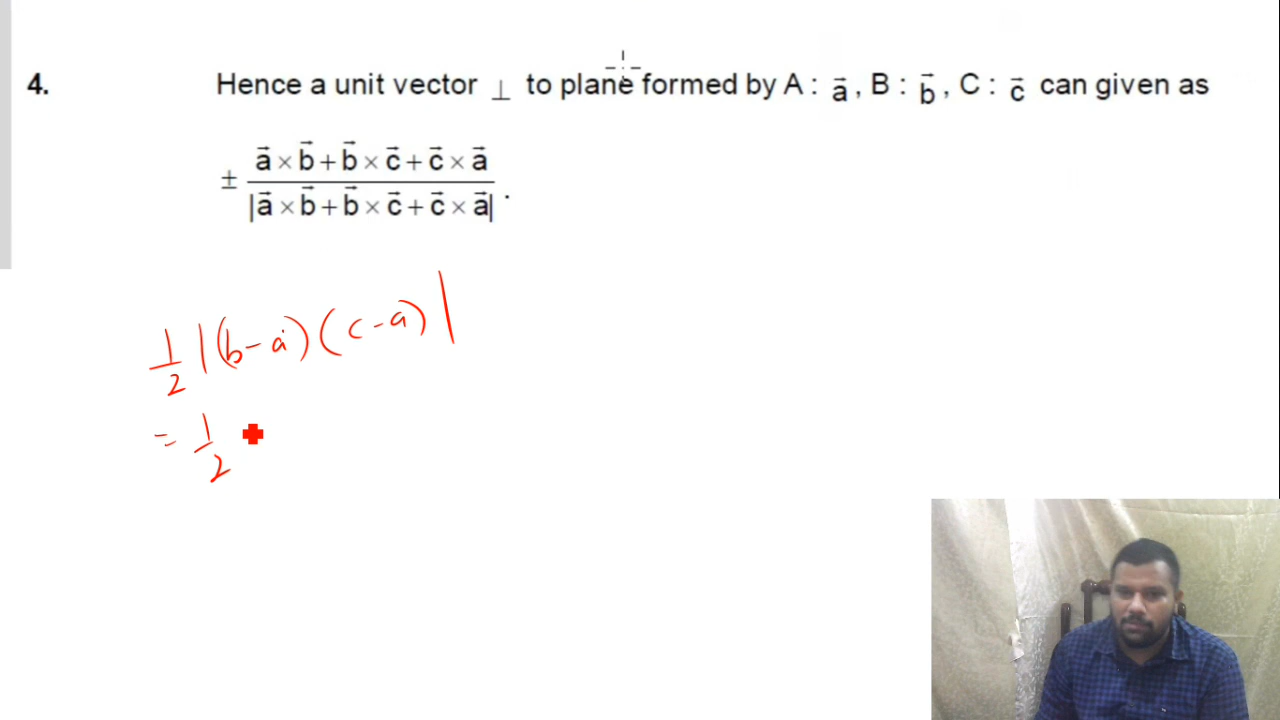 4. Hence a unit vector ⊥ to plane formed by A : a⃗ , B : b⃗ , C : c⃗ can given as
± (a⃗ × b⃗ + b⃗ × c⃗ + c⃗ × a⃗) / |a⃗ × b⃗ + b⃗ × c⃗ + c⃗ × a⃗| .
1/2 |(b-a)(c-a)|
= 1/2